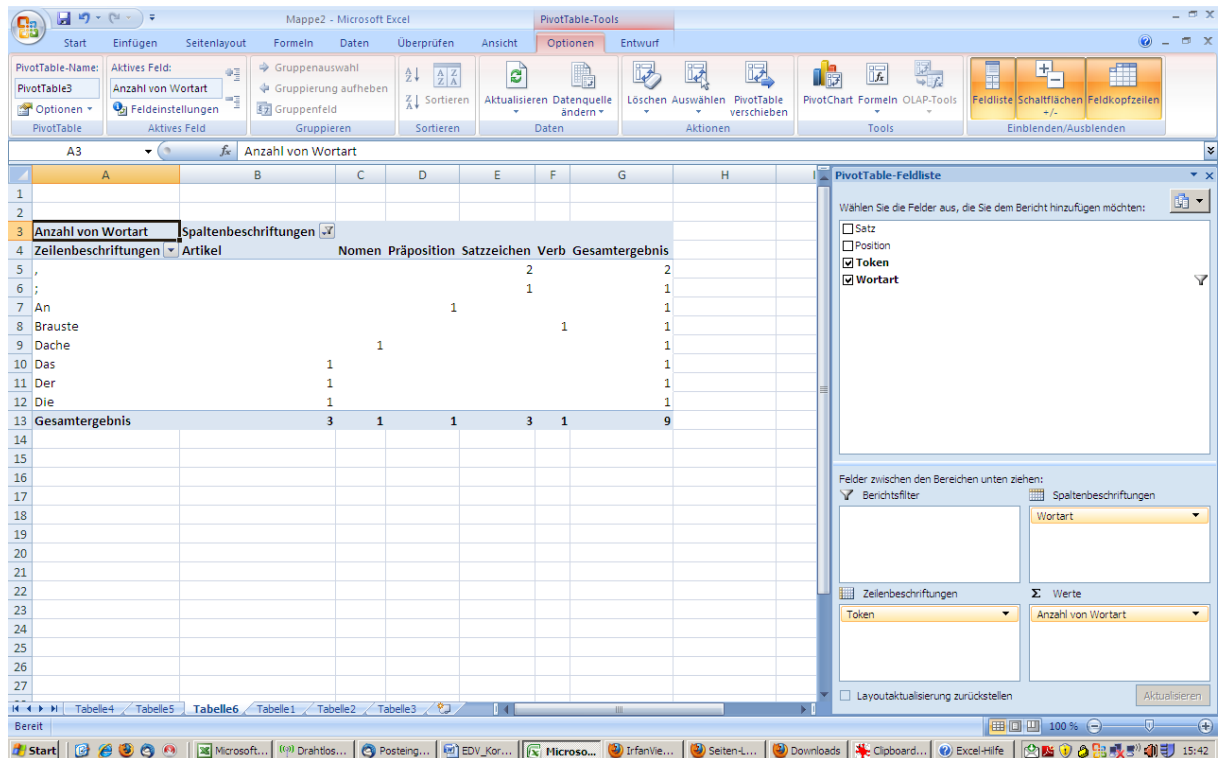 Mappe2 - Microsoft Excel PivotTable-Tools
Start Einfügen Seitenlayout Formeln Daten Überprüfen Ansicht Optionen Entwurf
PivotTable-Name: Aktives Feld: Gruppenauswahl
PivotTable3 Anzahl von Wortart Gruppierung aufheben Sortieren Aktualisieren Datenquelle ändern Löschen Auswählen PivotTable verschieben PivotChart Formeln OLAP-Tools Feldliste Schaltflächen +/- Feldkopfzeilen
Optionen Feldeinstellungen Gruppenfeld
PivotTable Aktives Feld Gruppieren Sortieren Daten Aktionen Tools Einblenden/Ausblenden
A3 fx Anzahl von Wortart
A B C D E F G H I
PivotTable-Feldliste
1
2
3 Anzahl von Wortart Spaltenbeschriftungen
4 Zeilenbeschriftungen Artikel Nomen Präposition Satzzeichen Verb Gesamtergebnis
5 , 2 2
6 ; 1 1
7 An 1 1
8 Brauste 1 1
9 Dache 1 1
10 Das 1 1
11 Der 1 1
12 Die 1 1
13 Gesamtergebnis 3 1 1 3 1 9
14
15
16
17
18
19
20
21
22
23
24
25
26
27
Wählen Sie die Felder aus, die Sie dem Bericht hinzufügen möchten:
Satz
Position
Token
Wortart
Felder zwischen den Bereichen unten ziehen:
Berichtsfilter Spaltenbeschriftungen
Wortart
Zeilenbeschriftungen Σ Werte
Token Anzahl von Wortart
Layoutaktualisierung zurückstellen Aktualisieren
Tabelle4 Tabelle5 Tabelle6 Tabelle1 Tabelle2 Tabelle3
Bereit 100 %
Start Microsoft... Drahtlos... Posteing... EDV_Kor... Microso... IrfanVie... Seiten-L... Downloads Clipboard... Excel-Hilfe 15:42